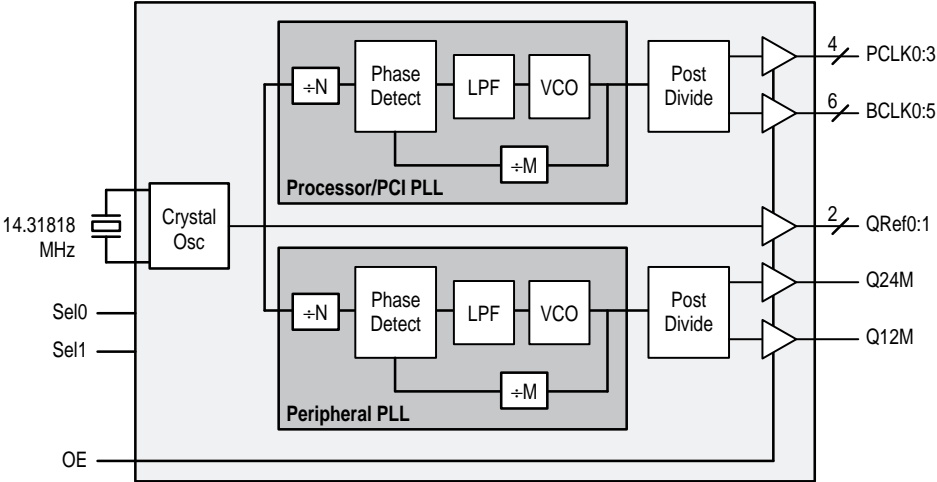 ÷N
Phase
Detect
LPF
VCO
÷M
Processor/PCI PLL
Post
Divide
4
PCLK0:3
6
BCLK0:5
14.31818
MHz
Crystal
Osc
2
QRef0:1
÷N
Phase
Detect
LPF
VCO
÷M
Peripheral PLL
Post
Divide
Q24M
Q12M
Sel0
Sel1
OE